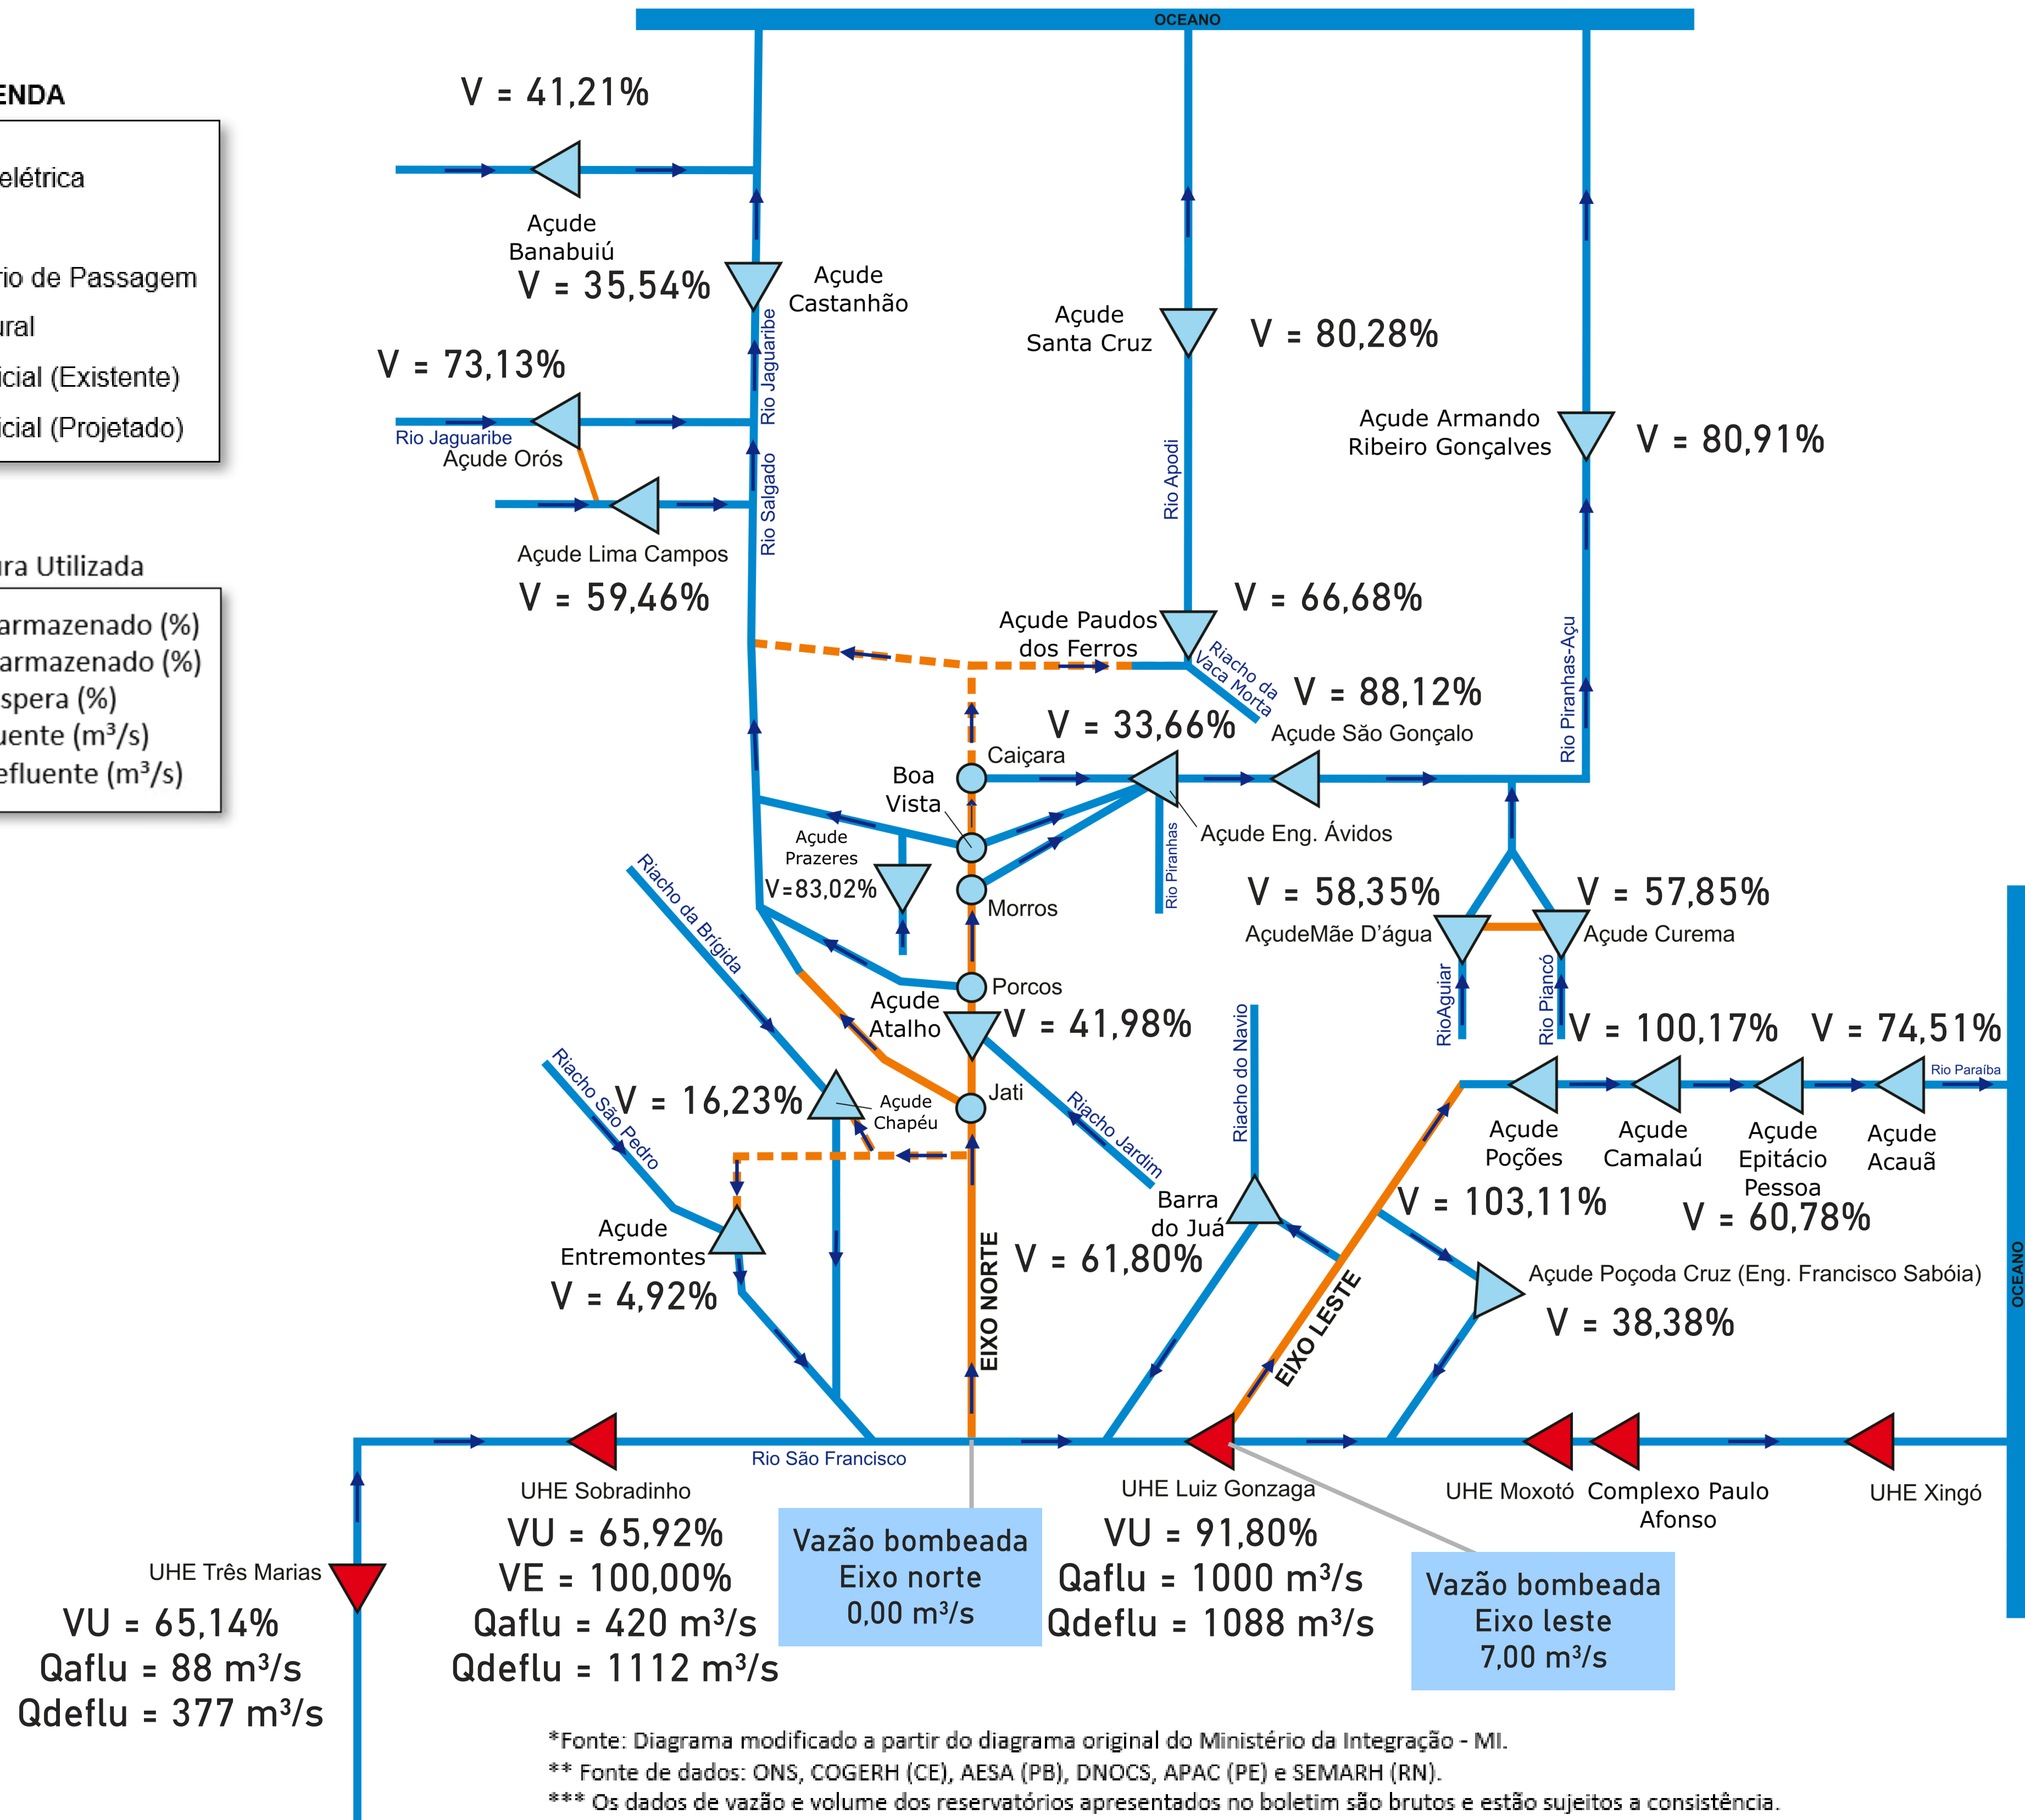 OCEANO
ENDA
elétrica
rio de Passagem
ural
icial (Existente)
icial (Projetado)
ura Utilizada
armazenado (%)
armazenado (%)
spera (%)
uente (m³/s)
efluente (m³/s)
V = 41,21%
Açude
Banabuiú
V = 35,54%
Açude
Castanhão
Rio Jaguaribe
V = 73,13%
Rio Jaguaribe
Açude Orós
Rio Salgado
Açude Lima Campos
V = 59,46%
Açude
Santa Cruz
V = 80,28%
Rio Apodi
Açude Armando
Ribeiro Gonçalves
V = 80,91%
Rio Piranhas-Açu
Açude Paudos
dos Ferros
V = 66,68%
Riacho da
Vaca Morta
V = 88,12%
Açude São Gonçalo
V = 33,66%
Caiçara
Boa
Vista
Açude Eng. Ávidos
Rio Piranhas
Açude
Prazeres
V=83,02%
Morros
Riacho da Brígida
V = 58,35%
AçudeMãe D'água
V = 57,85%
Açude Curema
RioAguiar
Rio Piancó
Porcos
Açude
Atalho
V = 41,98%
Riacho do Navio
V = 100,17%
V = 74,51%
Rio Paraíba
Riacho São Pedro
V = 16,23%
Açude
Chapéu
Jati
Riacho Jardim
Açude
Poções
Açude
Camalaú
Açude
Epitácio
Pessoa
Açude
Acauã
V = 103,11%
V = 60,78%
Barra
do Juá
V = 61,80%
Açude
Entremontes
V = 4,92%
EIXO NORTE
EIXO LESTE
Açude Poçoda Cruz (Eng. Francisco Sabóia)
V = 38,38%
OCEANO
Rio São Francisco
UHE Sobradinho
VU = 65,92%
VE = 100,00%
Qaflu = 420 m³/s
Qdeflu = 1112 m³/s
Vazão bombeada
Eixo norte
0,00 m³/s
UHE Luiz Gonzaga
VU = 91,80%
Qaflu = 1000 m³/s
Qdeflu = 1088 m³/s
Vazão bombeada
Eixo leste
7,00 m³/s
UHE Moxotó
Complexo Paulo
Afonso
UHE Xingó
UHE Três Marias
VU = 65,14%
Qaflu = 88 m³/s
Qdeflu = 377 m³/s
*Fonte: Diagrama modificado a partir do diagrama original do Ministério da Integração - MI.
** Fonte de dados: ONS, COGERH (CE), AESA (PB), DNOCS, APAC (PE) e SEMARH (RN).
*** Os dados de vazão e volume dos reservatórios apresentados no boletim são brutos e estão sujeitos a consistência.